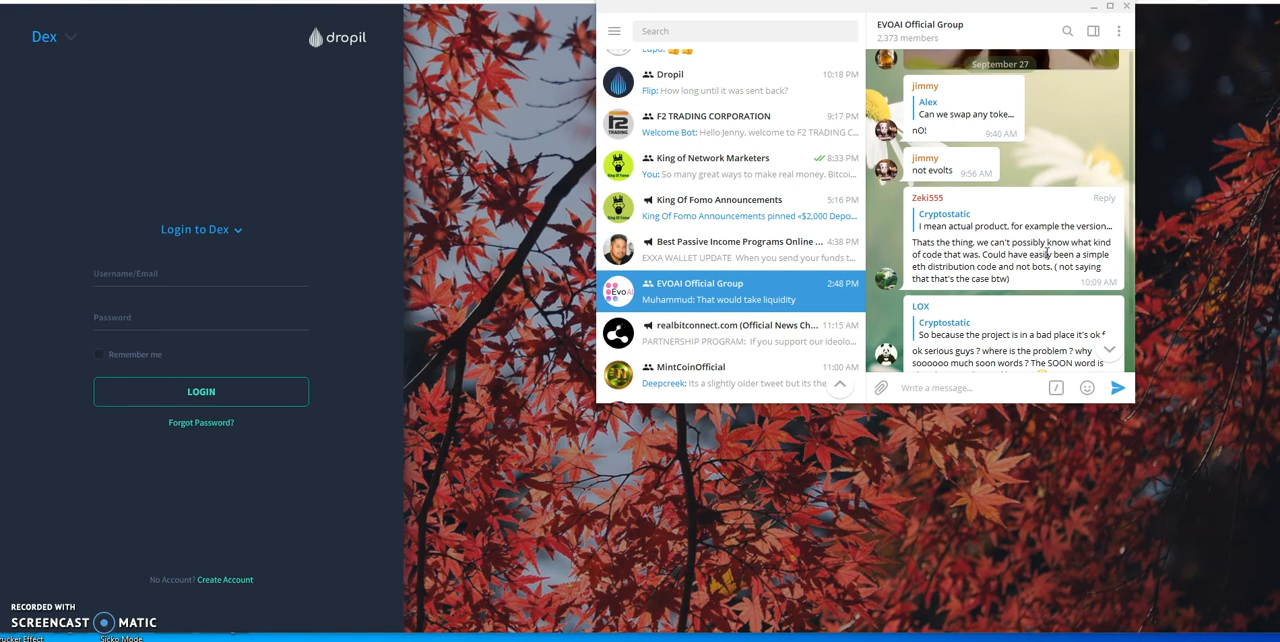 Dex
dropil
Login to Dex
Username/Email
Password
Remember me
LOGIN
Forgot Password?
No Account? Create Account
RECORDED WITH
SCREENCAST MATIC
Sicko Mode
Search
Dropil 10:18 PM
Flip: How long until it was sent back?
F2 TRADING CORPORATION 9:17 PM
Welcome Bot: Hello Jenny, welcome to F2 TRADING C...
King of Network Marketers 8:33 PM
You: So many great ways to make real money. Bitcoi...
King Of Fomo Announcements 5:16 PM
King Of Fomo Announcements pinned «$2,000 Depo...
Best Passive Income Programs Online ... 4:38 PM
EXXA WALLET UPDATE When you send your funds t...
EVOAI Official Group 2:48 PM
Muhammud: That would take liquidity
realbitconnect.com (Official News Ch... 11:15 AM
PARTNERSHIP PROGRAM: If you support our ideolo...
MintCoinOfficial 11:00 AM
Deepcreek: Its a slightly older tweet but its the
EVOAI Official Group
2,373 members
September 27
jimmy
Alex
Can we swap any toke...
nO! 9:40 AM
jimmy
not evolts 9:56 AM
Zeki555 Reply
Cryptostatic
I mean actual product, for example the version...
Thats the thing, we can't possibly know what kind
of code that was. Could have easily been a simple
eth distribution code and not bots. ( not saying
that that's the case btw) 10:09 AM
LOX
Cryptostatic
So because the project is in a bad place it's ok f
ok serious guys ? where is the problem ? why
soooooo much soon words ? The SOON word is
Write a message...